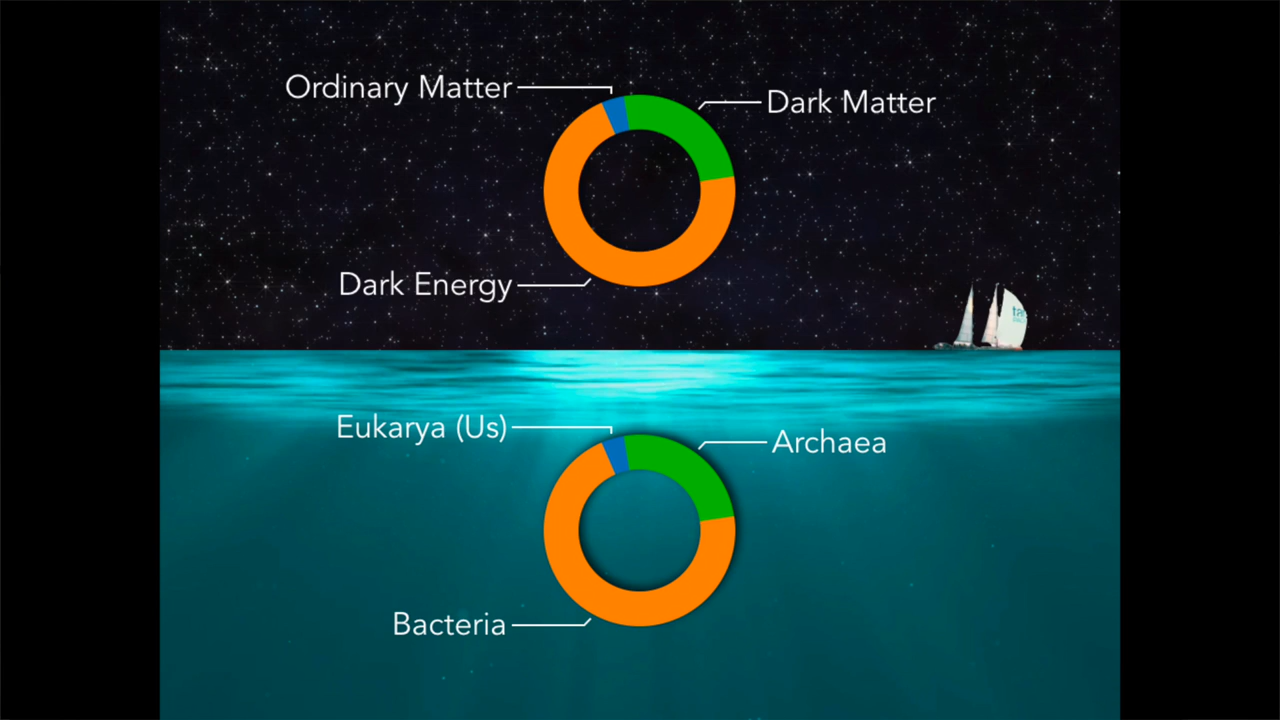 Ordinary Matter
Dark Matter
Dark Energy
Eukarya (Us)
Archaea
Bacteria